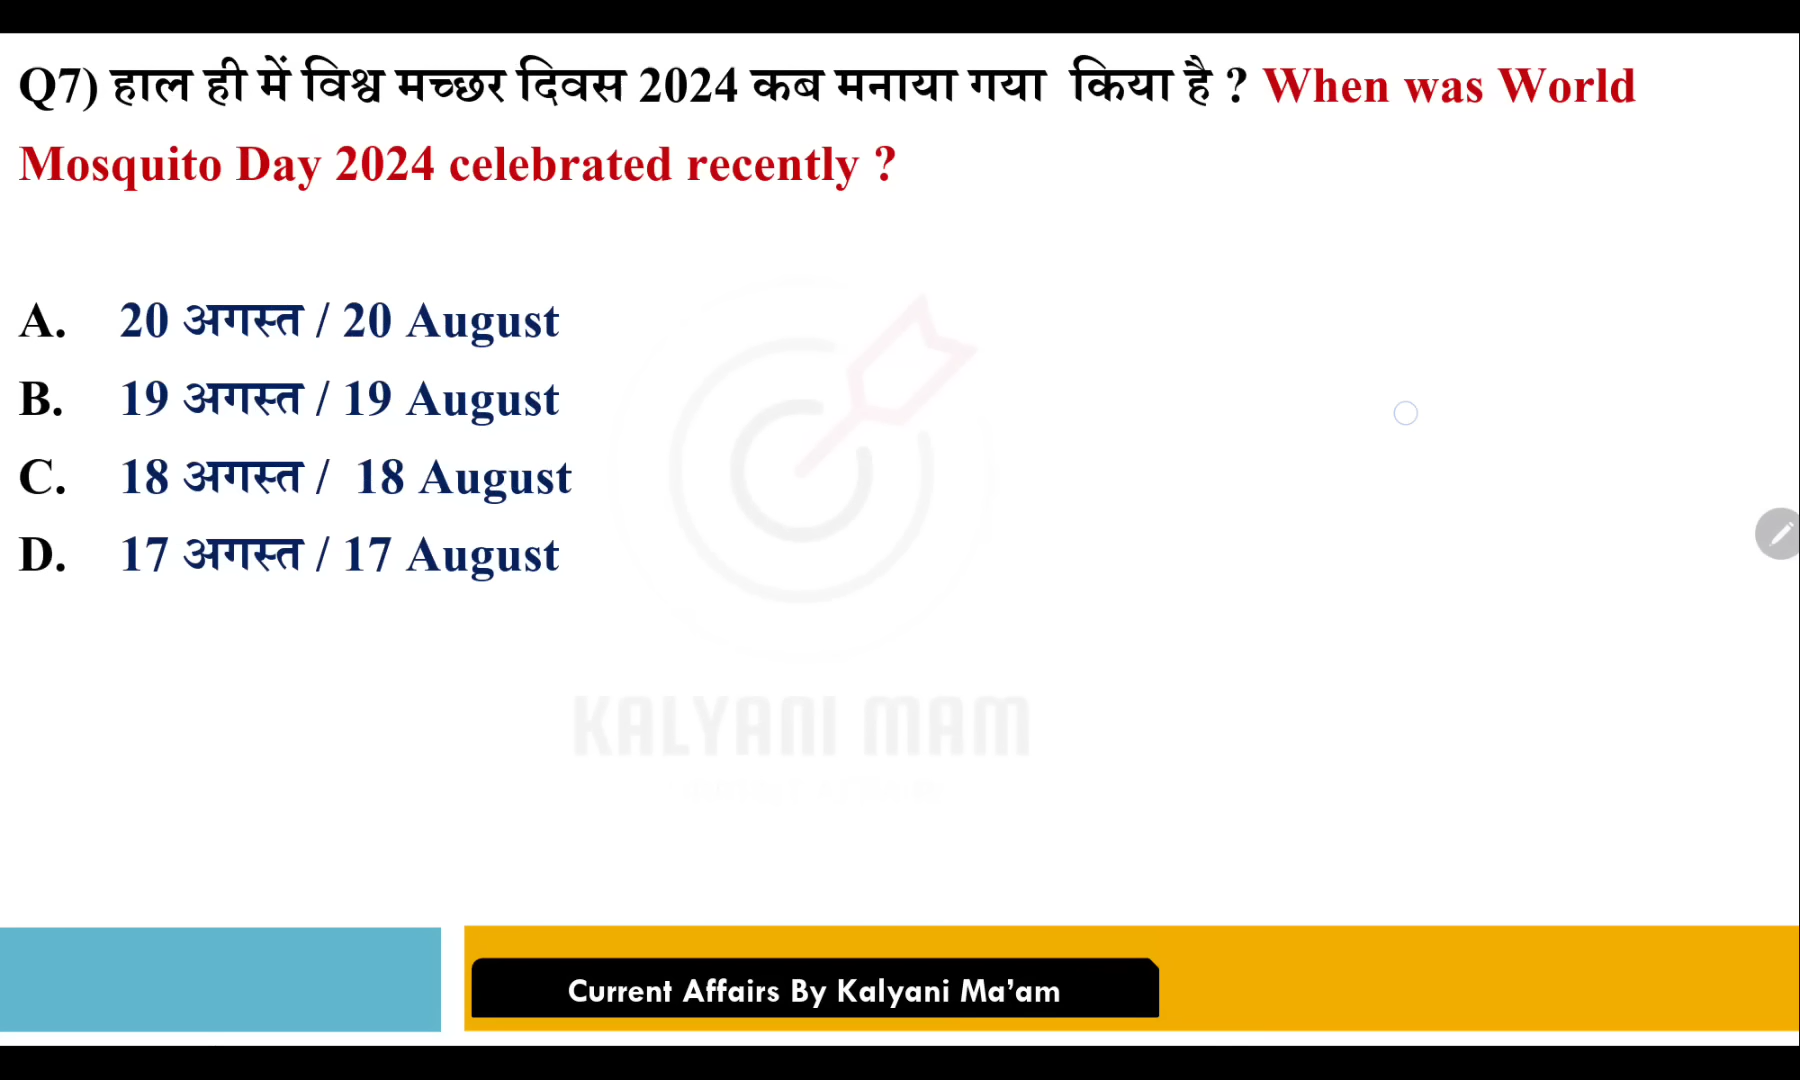 Q7) हाल ही में विश्व मच्छर दिवस 2024 कब मनाया गया किया है ? When was World
Mosquito Day 2024 celebrated recently ?
A. 20 अगस्त / 20 August
B. 19 अगस्त / 19 August
C. 18 अगस्त / 18 August
D. 17 अगस्त / 17 August
KALYANI MAM
Current Affairs By Kalyani Ma’am